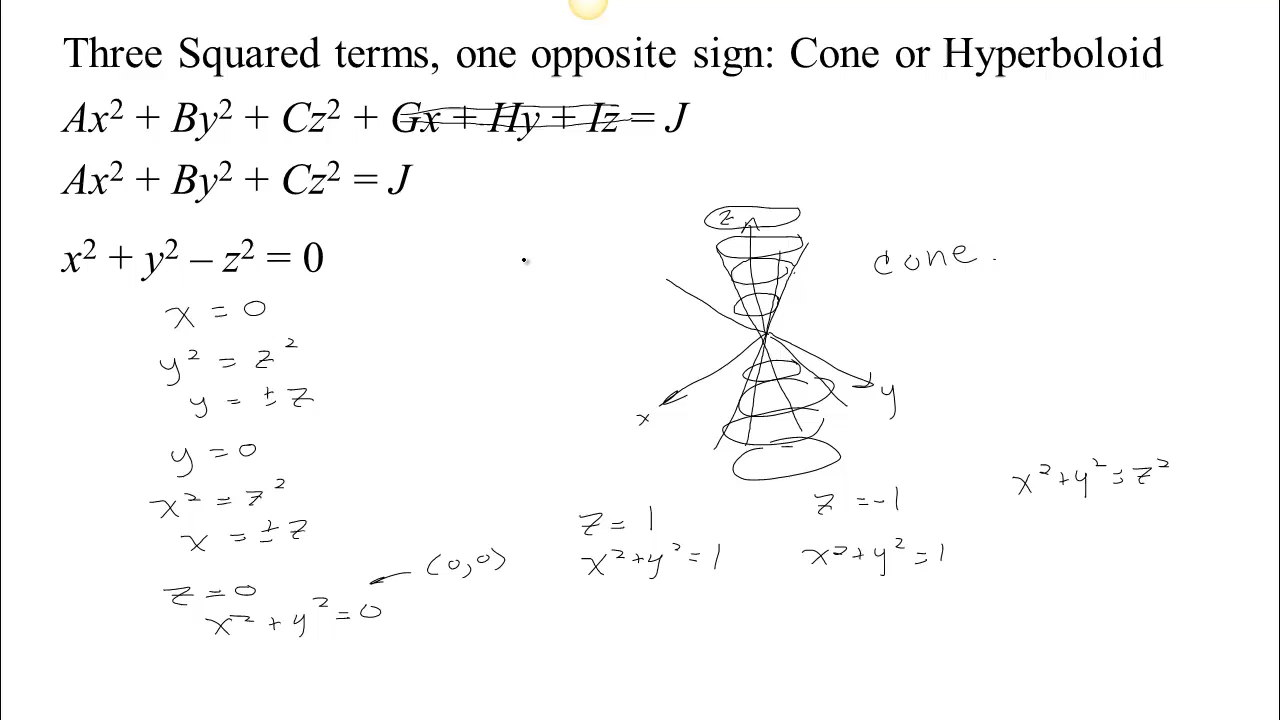 Three Squared terms, one opposite sign: Cone or Hyperboloid
Ax² + By² + Cz² + Gx + Hy + Iz = J
Ax² + By² + Cz² = J
x² + y² – z² = 0
x = 0
y² = z²
y = ± z
y = 0
x² = z²
x = ± z
z = 0
x² + y² = 0
(0,0)
z
x
y
cone.
z = 1
x² + y² = 1
z = -1
x² + y² = 1
x² + y² = z²